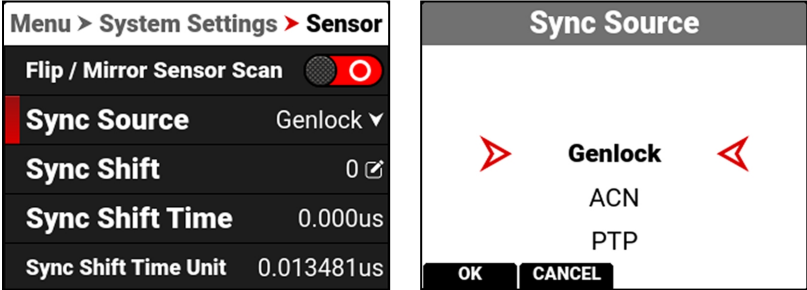 Menu > System Settings > Sensor
Flip / Mirror Sensor Scan
Sync Source Genlock
Sync Shift 0
Sync Shift Time 0.000us
Sync Shift Time Unit 0.013481us
Sync Source
Genlock
ACN
PTP
OK CANCEL